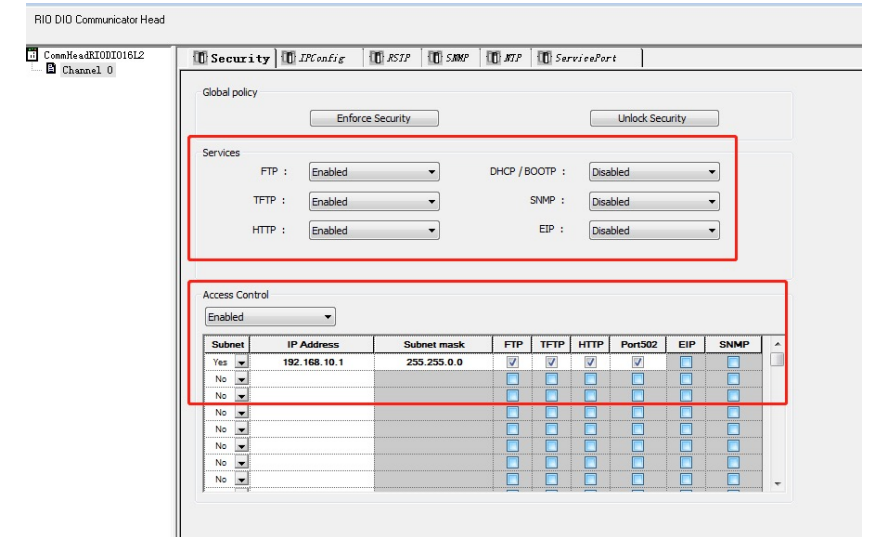 RIO DIO Communicator Head
CommHeadRIODIO16L2
Channel 0
Security IPConfig RSTP SNMP NTP ServicePort
Global policy
Enforce Security Unlock Security
Services
FTP : Enabled DHCP / BOOTP : Disabled
TFTP : Enabled SNMP : Disabled
HTTP : Enabled EIP : Disabled
Access Control
Enabled
Subnet IP Address Subnet mask FTP TFTP HTTP Port502 EIP SNMP
Yes 192.168.10.1 255.255.0.0
No
No
No
No
No
No
No